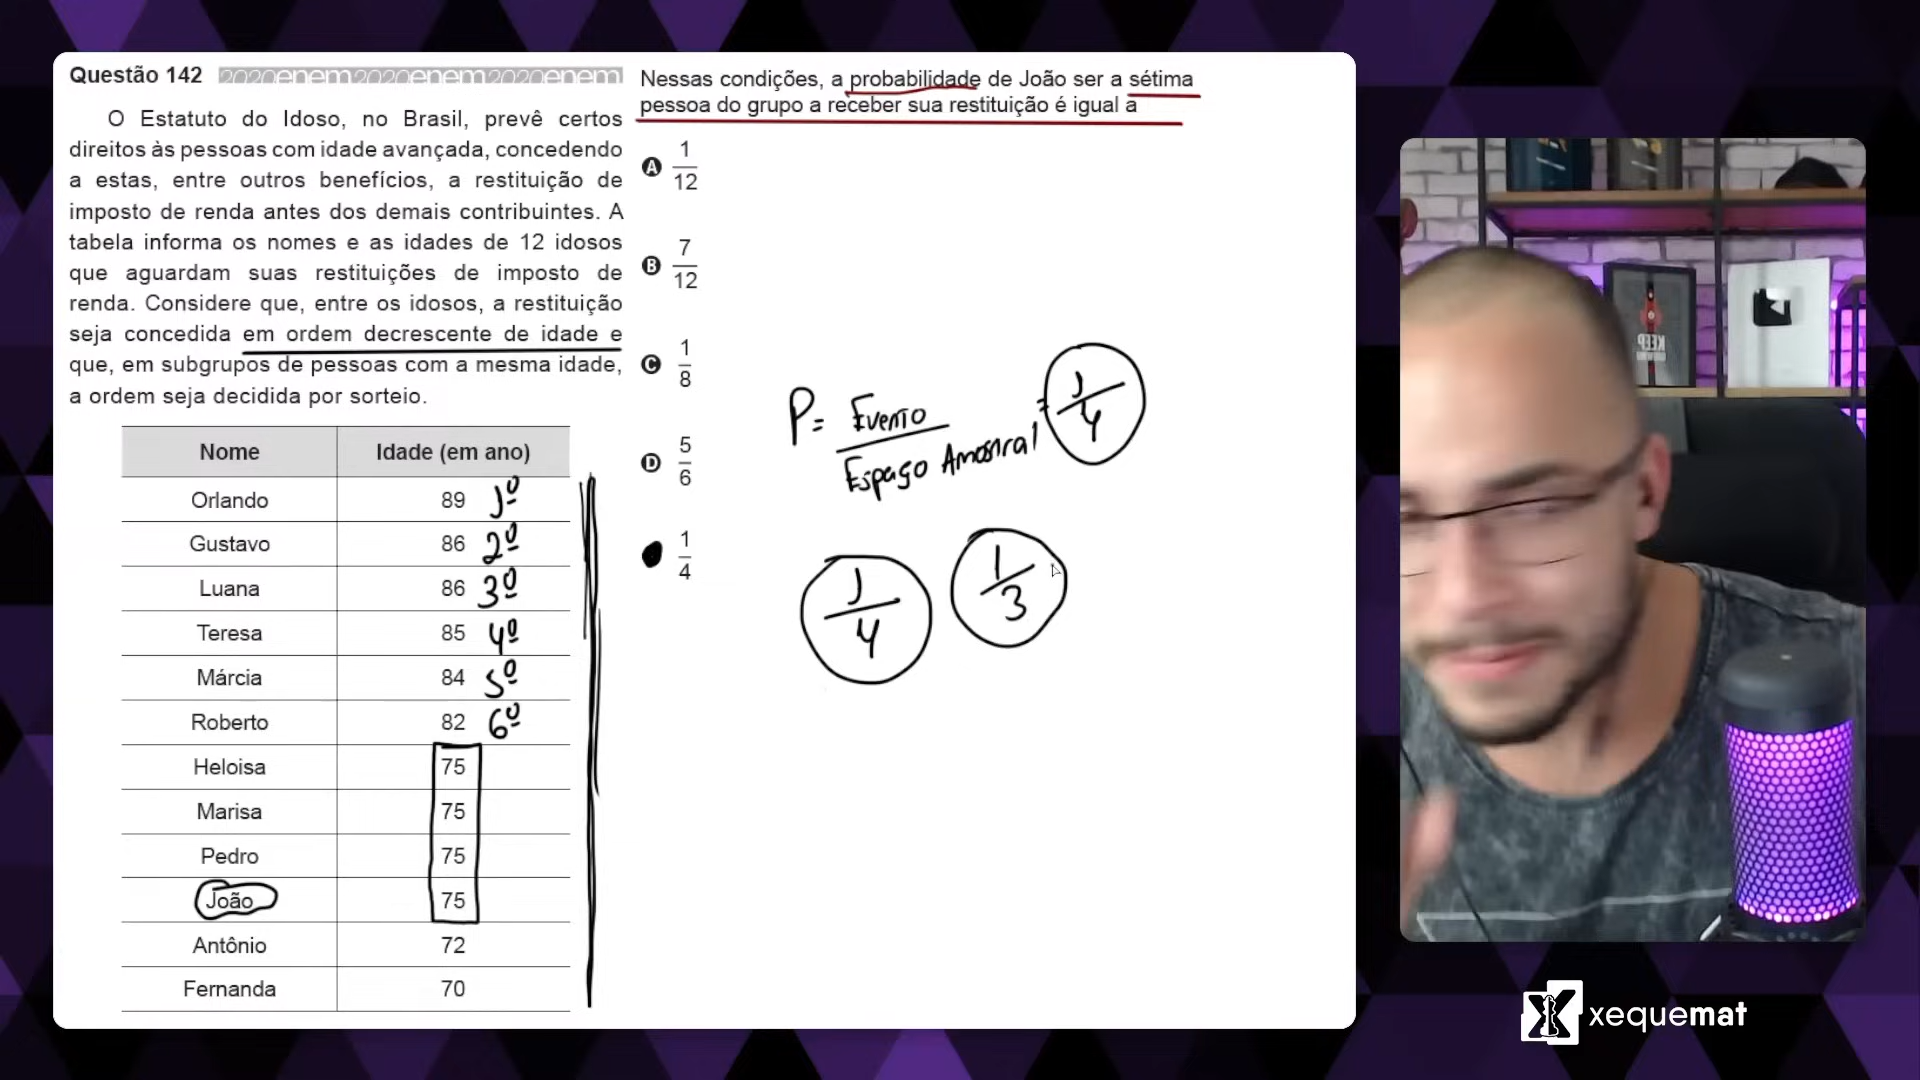 Questão 142 2020enem2020enem2020enem
O Estatuto do Idoso, no Brasil, prevê certos
direitos às pessoas com idade avançada, concedendo
a estas, entre outros benefícios, a restituição de
imposto de renda antes dos demais contribuintes. A
tabela informa os nomes e as idades de 12 idosos
que aguardam suas restituições de imposto de
renda. Considere que, entre os idosos, a restituição
seja concedida em ordem decrescente de idade e
que, em subgrupos de pessoas com a mesma idade,
a ordem seja decidida por sorteio.
Nome Idade (em ano)
Orlando 89 1º
Gustavo 86 2º
Luana 86 3º
Teresa 85 4º
Márcia 84 5º
Roberto 82 6º
Heloisa 75
Marisa 75
Pedro 75
João 75
Antônio 72
Fernanda 70
Nessas condições, a probabilidade de João ser a sétima
pessoa do grupo a receber sua restituição é igual a
A 1/12
B 7/12
C 1/8
D 5/6
1/4
P = Evento / Espaço Amostral = 1/4
1/4 1/3
KEEP
xequemat